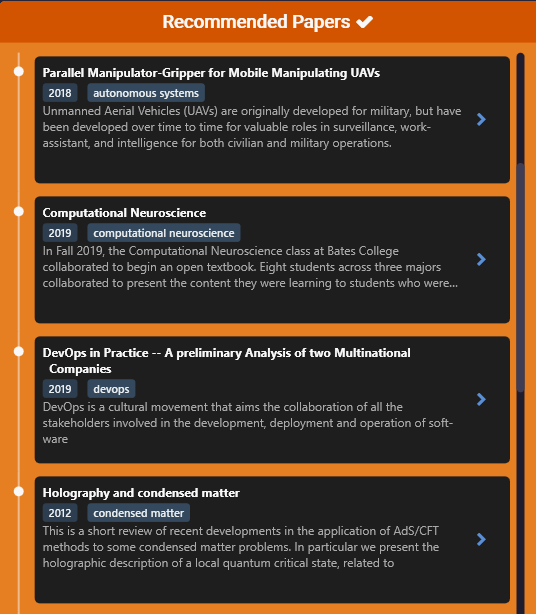 Recommended Papers
Parallel Manipulator-Gripper for Mobile Manipulating UAVs
2018 autonomous systems
Unmanned Aerial Vehicles (UAVs) are originally developed for military, but have
been developed over time to time for valuable roles in surveillance, work-
assistant, and intelligence for both civilian and military operations.
Computational Neuroscience
2019 computational neuroscience
In Fall 2019, the Computational Neuroscience class at Bates College
collaborated to begin an open textbook. Eight students across three majors
collaborated to present the content they were learning to students who were...
DevOps in Practice -- A preliminary Analysis of two Multinational
Companies
2019 devops
DevOps is a cultural movement that aims the collaboration of all the
stakeholders involved in the development, deployment and operation of soft-
ware
Holography and condensed matter
2012 condensed matter
This is a short review of recent developments in the application of AdS/CFT
methods to some condensed matter problems. In particular we present the
holographic description of a local quantum critical state, related to